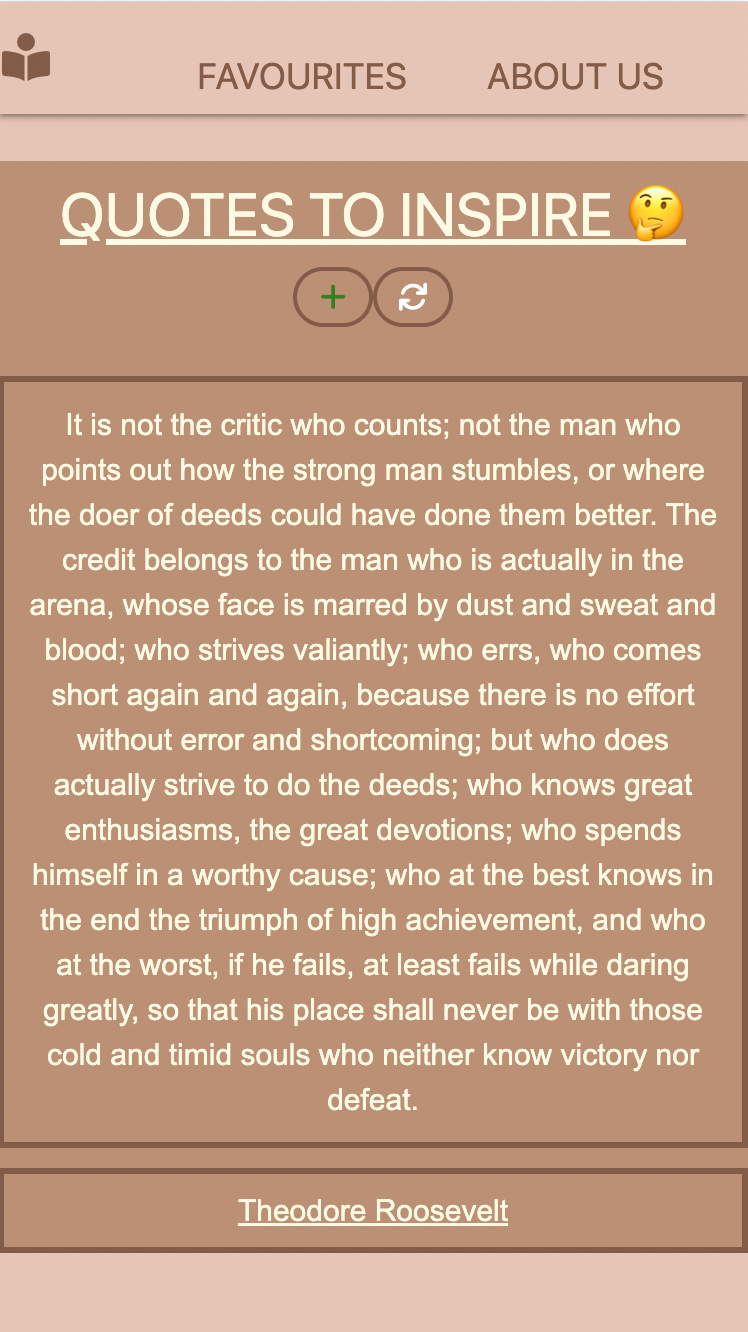 FAVOURITES ABOUT US
QUOTES TO INSPIRE 🤔
It is not the critic who counts; not the man who
points out how the strong man stumbles, or where
the doer of deeds could have done them better. The
credit belongs to the man who is actually in the
arena, whose face is marred by dust and sweat and
blood; who strives valiantly; who errs, who comes
short again and again, because there is no effort
without error and shortcoming; but who does
actually strive to do the deeds; who knows great
enthusiasms, the great devotions; who spends
himself in a worthy cause; who at the best knows in
the end the triumph of high achievement, and who
at the worst, if he fails, at least fails while daring
greatly, so that his place shall never be with those
cold and timid souls who neither know victory nor
defeat.
Theodore Roosevelt